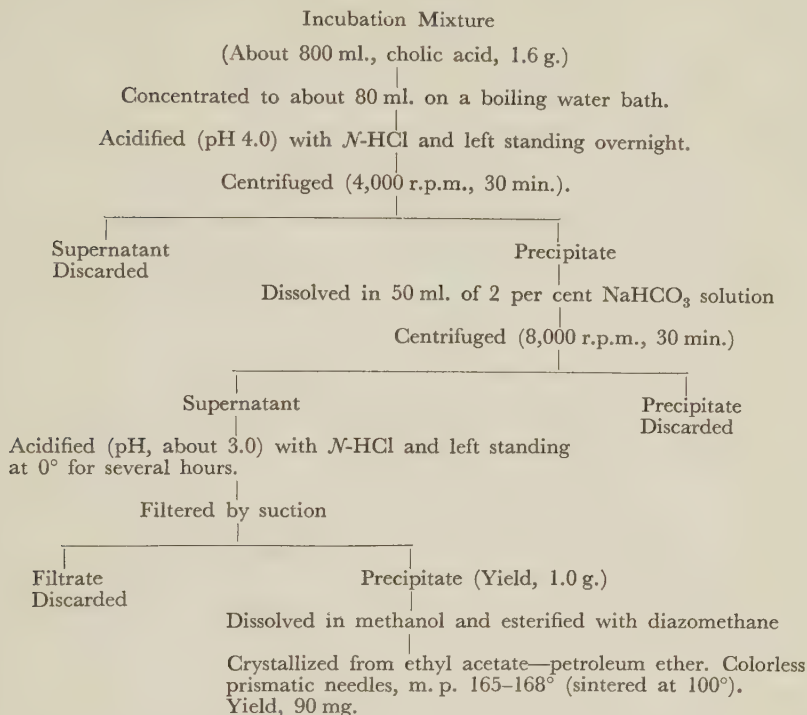 Incubation Mixture
(About 800 ml., cholic acid, 1.6 g.)
Concentrated to about 80 ml. on a boiling water bath.
Acidified (pH 4.0) with N-HCl and left standing overnight.
Centrifuged (4,000 r.p.m., 30 min.).
Supernatant
Discarded
Precipitate
Dissolved in 50 ml. of 2 per cent NaHCO₃ solution
Centrifuged (8,000 r.p.m., 30 min.)
Supernatant
Precipitate
Discarded
Acidified (pH, about 3.0) with N-HCl and left standing
at 0° for several hours.
Filtered by suction
Filtrate
Discarded
Precipitate (Yield, 1.0 g.)
Dissolved in methanol and esterified with diazomethane
Crystallized from ethyl acetate—petroleum ether. Colorless
prismatic needles, m. p. 165–168° (sintered at 100°).
Yield, 90 mg.